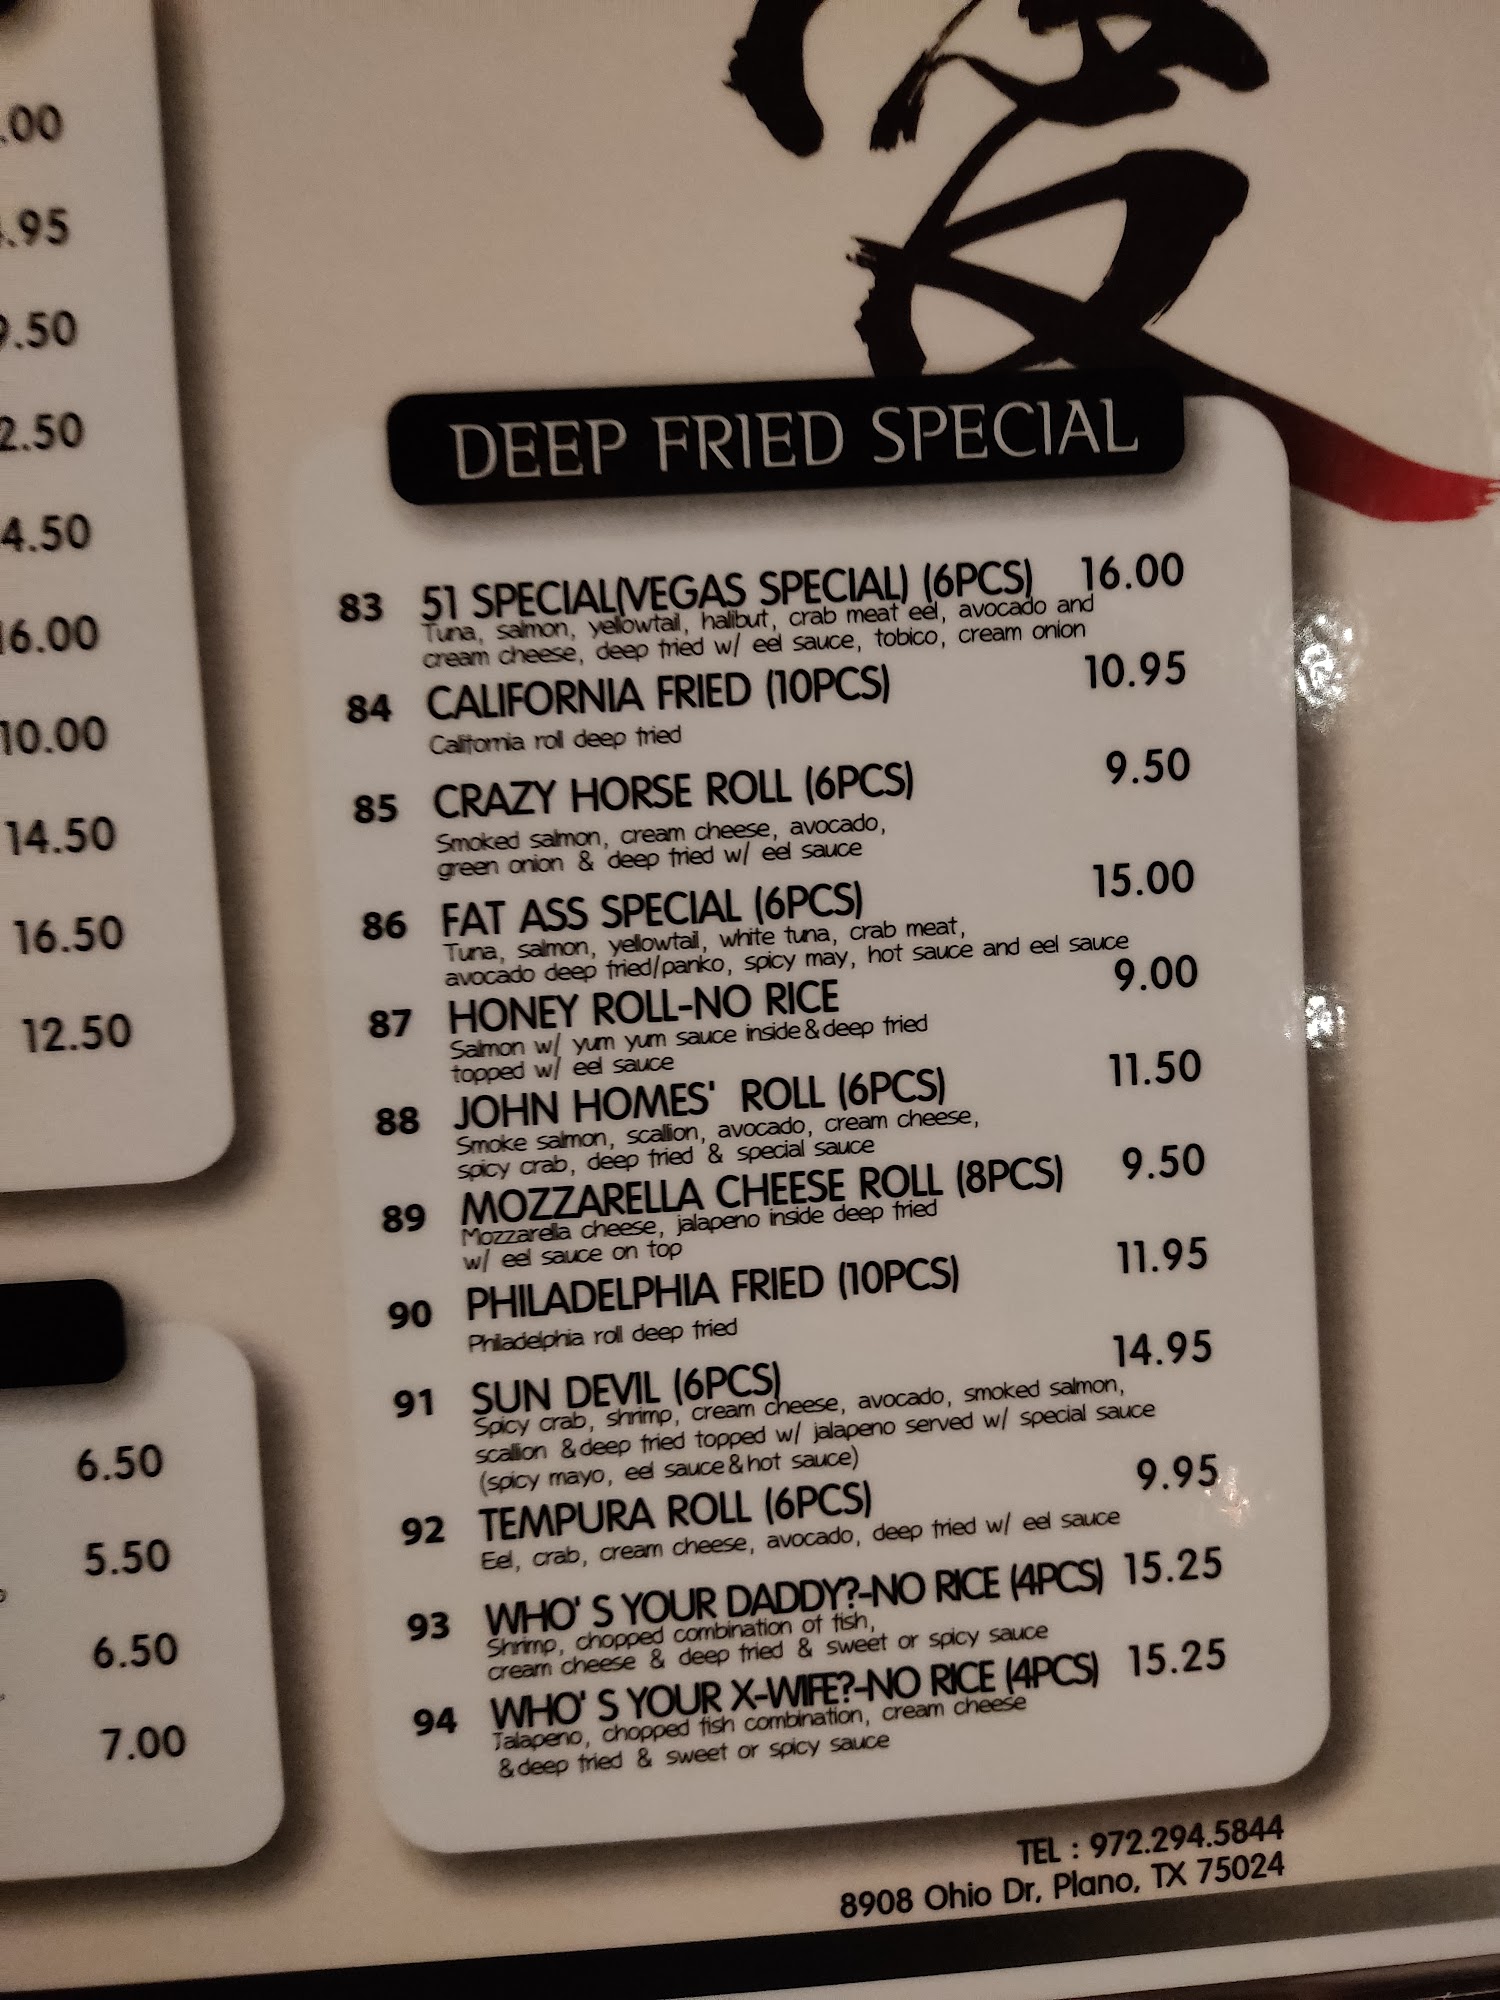 .00
.95
9.50
2.50
4.50
16.00
10.00
14.50
16.50
12.50
6.50
5.50
6.50
7.00
DEEP FRIED SPECIAL
83 51 SPECIAL(VEGAS SPECIAL) (6PCS) 16.00
Tuna, salmon, yellowtail, halibut, crab meat eel, avocado and
cream cheese, deep fried w/ eel sauce, tobico, cream onion
84 CALIFORNIA FRIED (10PCS) 10.95
California roll deep fried
85 CRAZY HORSE ROLL (6PCS) 9.50
Smoked salmon, cream cheese, avocado,
green onion & deep fried w/ eel sauce
86 FAT ASS SPECIAL (6PCS) 15.00
Tuna, salmon, yellowtail, white tuna, crab meat,
avocado deep fried/panko, spicy may, hot sauce and eel sauce
87 HONEY ROLL-NO RICE 9.00
Salmon w/ yum yum sauce inside & deep fried
topped w/ eel sauce
88 JOHN HOMES' ROLL (6PCS) 11.50
Smoke salmon, scallion, avocado, cream cheese,
spicy crab, deep fried & special sauce
89 MOZZARELLA CHEESE ROLL (8PCS) 9.50
Mozzarella cheese, jalapeno inside deep fried
w/ eel sauce on top
90 PHILADELPHIA FRIED (10PCS) 11.95
Philadelphia roll deep fried
91 SUN DEVIL (6PCS) 14.95
Spicy crab, shrimp, cream cheese, avocado, smoked salmon,
scallion & deep fried topped w/ jalapeno served w/ special sauce
(spicy mayo, eel sauce & hot sauce)
92 TEMPURA ROLL (6PCS) 9.95
Eel, crab, cream cheese, avocado, deep fried w/ eel sauce
93 WHO'S YOUR DADDY?-NO RICE (4PCS) 15.25
Shrimp, chopped combination of fish,
cream cheese & deep fried & sweet or spicy sauce
94 WHO'S YOUR X-WIFE?-NO RICE (4PCS) 15.25
Jalapeno, chopped fish combination, cream cheese
& deep fried & sweet or spicy sauce
TEL : 972.294.5844
8908 Ohio Dr, Plano, TX 75024